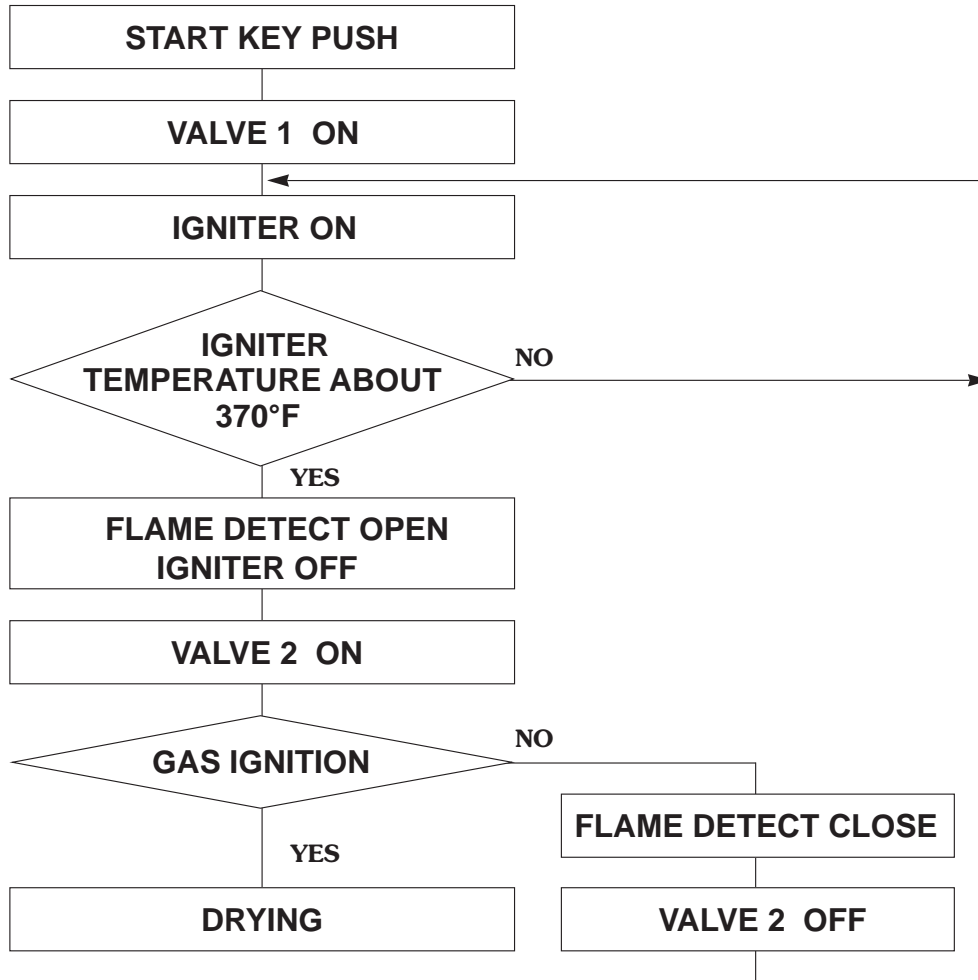 START KEY PUSH
VALVE 1 ON
IGNITER ON
IGNITER
TEMPERATURE ABOUT
370°F
NO
YES
FLAME DETECT OPEN
IGNITER OFF
VALVE 2 ON
GAS IGNITION
NO
FLAME DETECT CLOSE
YES
DRYING
VALVE 2 OFF